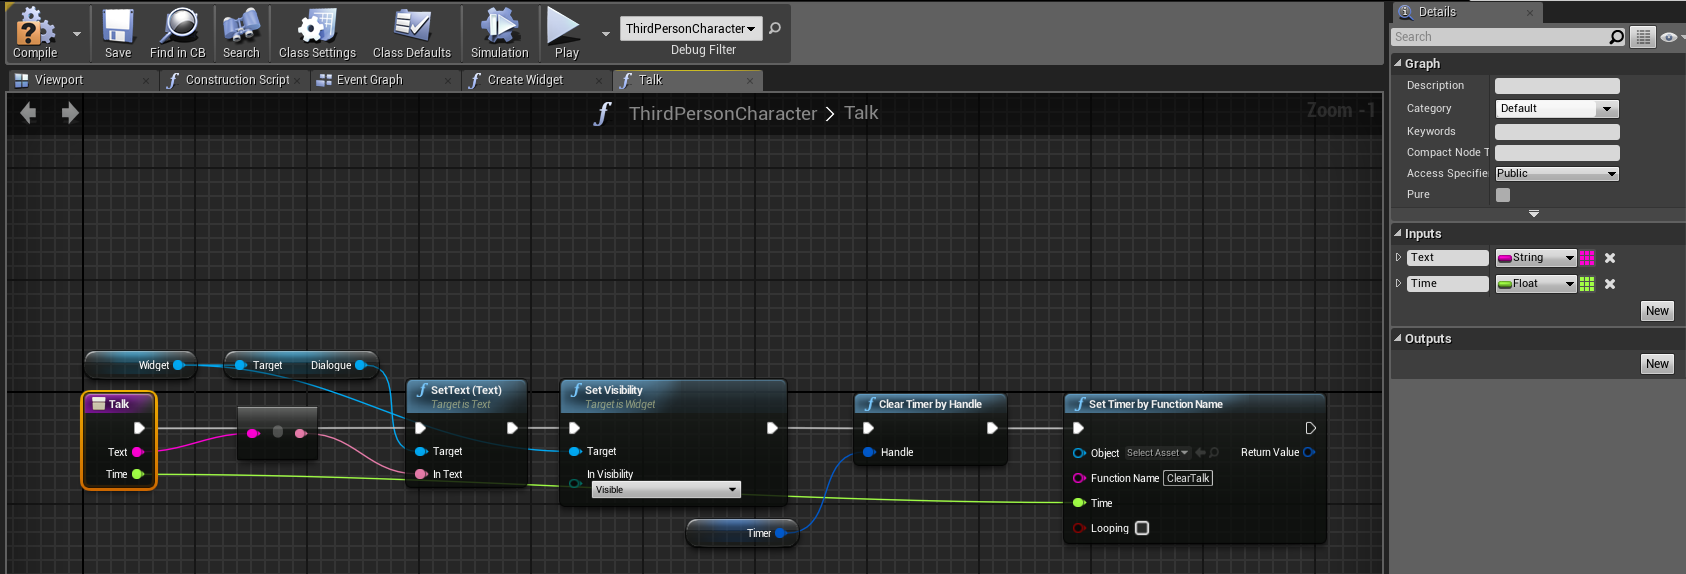 Compile
Save
Find in CB
Search
Class Settings
Class Defaults
Simulation
Play
ThirdPersonCharacter
Debug Filter
Viewport
Construction Script
Event Graph
Create Widget
Talk
ThirdPersonCharacter > Talk
Zoom -1
Widget
Target Dialogue
Talk
Text
Time
SetText (Text)
Target is Text
Target
In Text
Set Visibility
Target is Widget
Target
In Visibility
Visible
Timer
Clear Timer by Handle
Handle
Set Timer by Function Name
Object Select Asset Return Value
Function Name ClearTalk
Time
Looping
Details
Search
Graph
Description
Category Default
Keywords
Compact Node T
Access Specifie Public
Pure
Inputs
Text String
Time Float
New
Outputs
New